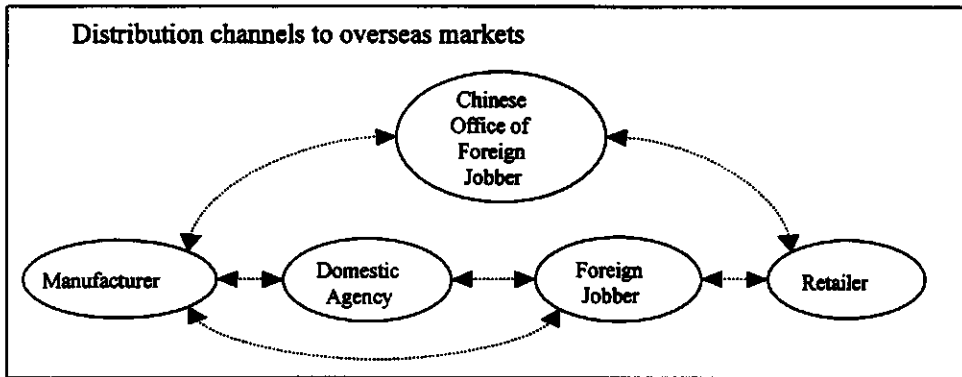 Distribution channels to overseas markets
Chinese
Office of
Foreign
Jobber
Manufacturer
Domestic
Agency
Foreign
Jobber
Retailer